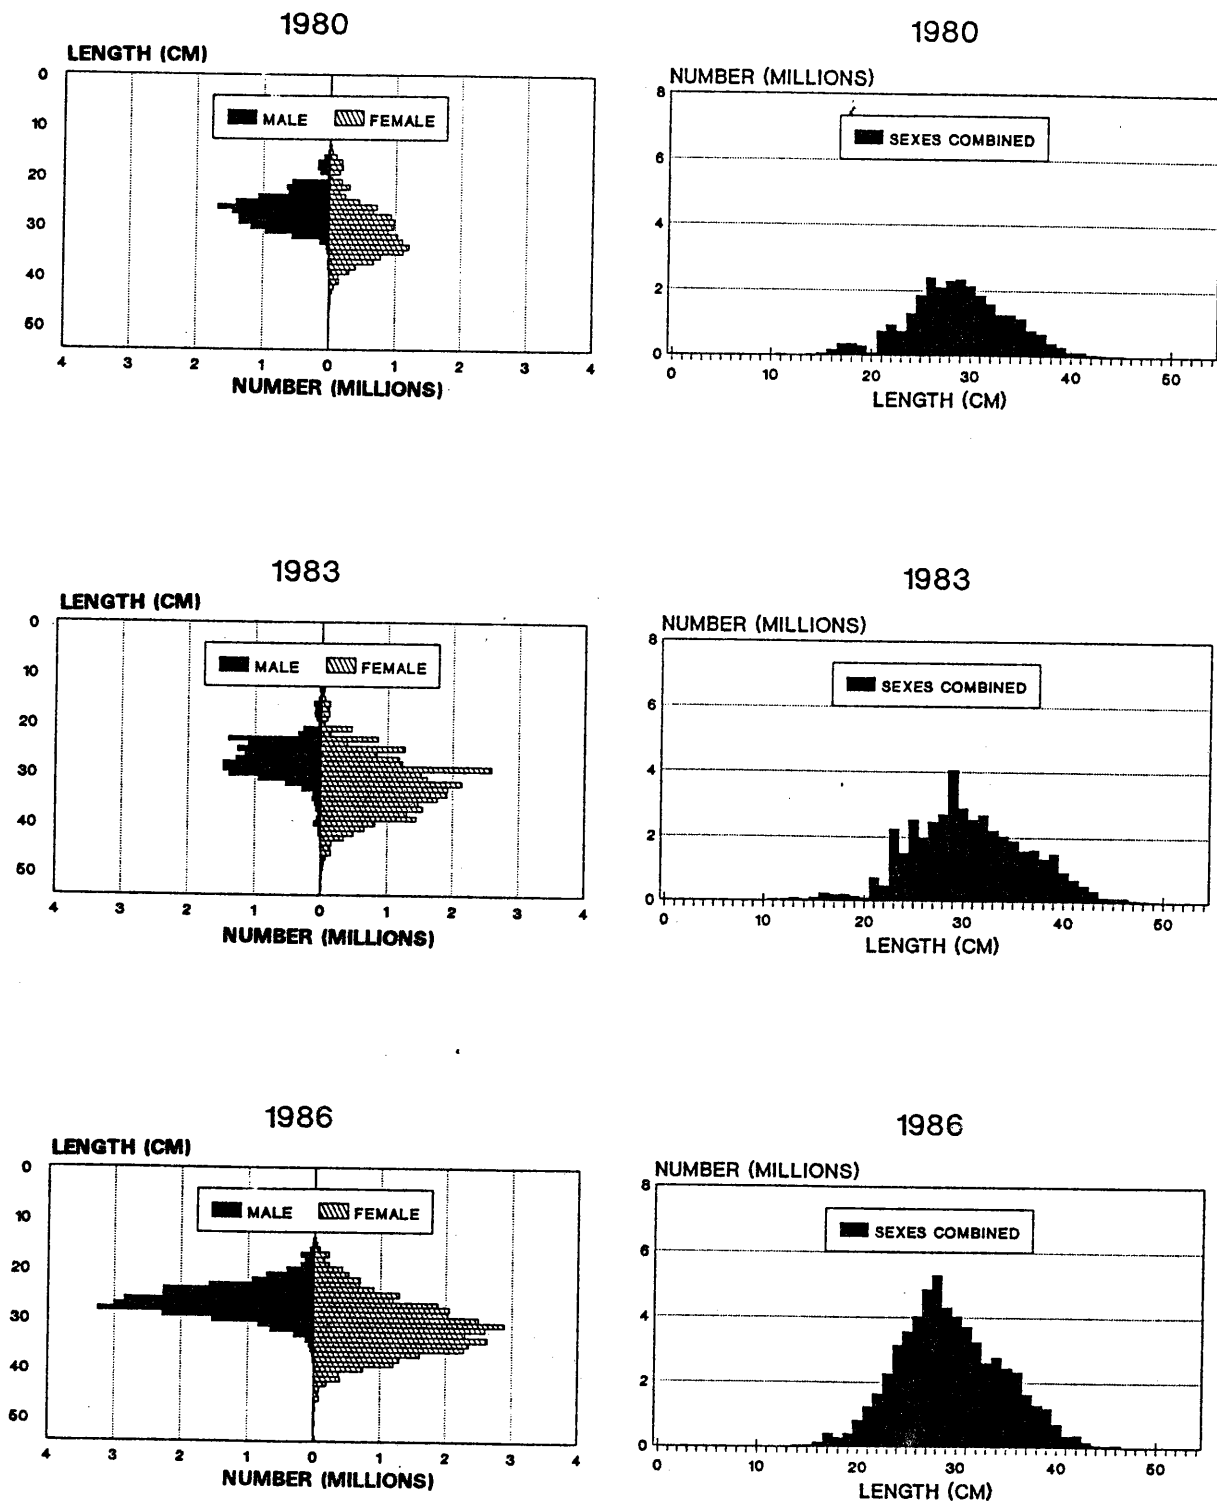 1980
LENGTH (CM)
0
10
20
30
40
50
MALE FEMALE
4 3 2 1 0 1 2 3 4
NUMBER (MILLIONS)
1980
NUMBER (MILLIONS)
8
6
4
2
0
SEXES COMBINED
0 10 20 30 40 50
LENGTH (CM)
1983
LENGTH (CM)
0
10
20
30
40
50
MALE FEMALE
4 3 2 1 0 1 2 3 4
NUMBER (MILLIONS)
1983
NUMBER (MILLIONS)
8
6
4
2
0
SEXES COMBINED
0 10 20 30 40 50
LENGTH (CM)
1986
LENGTH (CM)
0
10
20
30
40
50
MALE FEMALE
4 3 2 1 0 1 2 3 4
NUMBER (MILLIONS)
1986
NUMBER (MILLIONS)
8
6
4
2
0
SEXES COMBINED
0 10 20 30 40 50
LENGTH (CM)